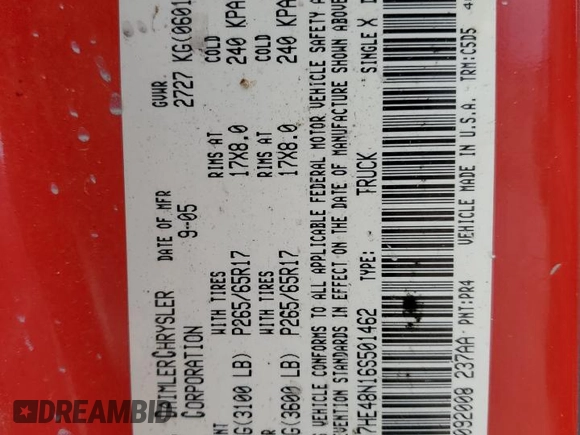 DAIMLERCHRYSLER
CORPORATION
DATE OF MFR
9-05
GVWR:
2727 KG(0601
WITH TIRES
P265/65R17
RIMS AT
17X8.0
COLD
240 KPA
G(3100 LB)
WITH TIRES
P265/65R17
RIMS AT
17X8.0
COLD
240 KPA
G(3600 LB)
VEHICLE CONFORMS TO ALL APPLICABLE FEDERAL MOTOR VEHICLE SAFETY
STANDARDS IN EFFECT ON THE DATE OF MANUFACTURE SHOWN ABOVE
7HE48N16S501462 TYPE: TRUCK SINGLE X
092008 237AA PNT:PR4 VEHICLE MADE IN U.S.A. TRM:C5D5
DREAMBID